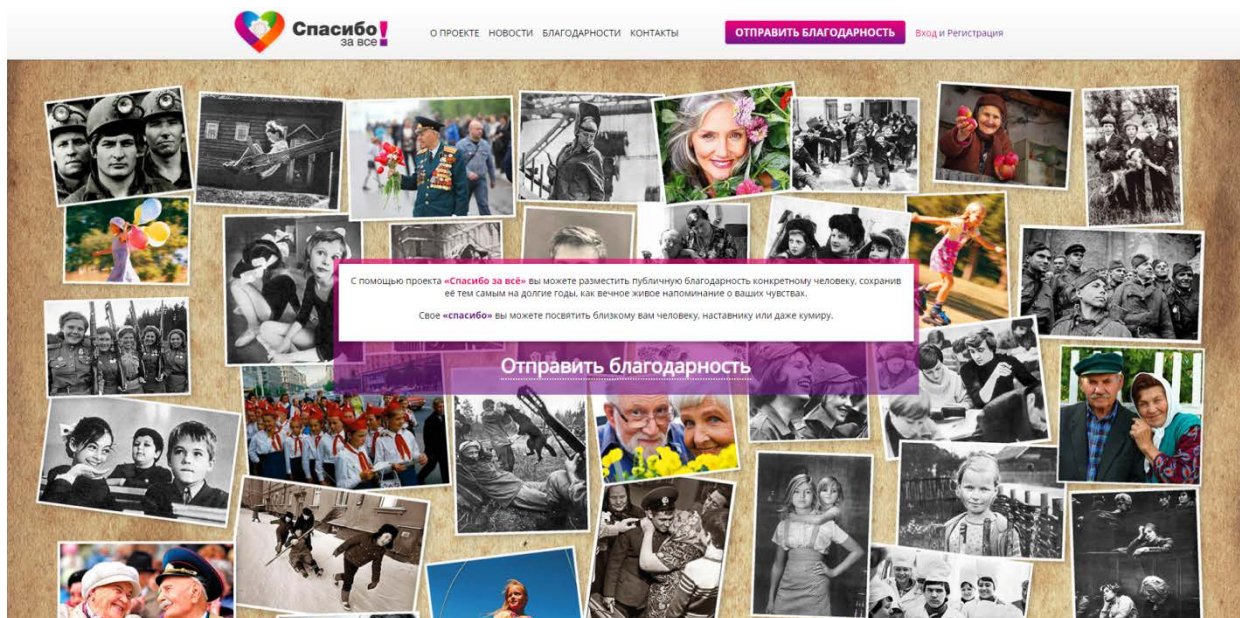 Спасибо!
за все
О ПРОЕКТЕ НОВОСТИ БЛАГОДАРНОСТИ КОНТАКТЫ
ОТПРАВИТЬ БЛАГОДАРНОСТЬ
Вход и Регистрация
С помощью проекта «Спасибо за всё» вы можете разместить публичную благодарность конкретному человеку, сохранив
её тем самым на долгие годы, как вечное живое напоминание о ваших чувствах.
Свое «спасибо» вы можете посвятить близкому вам человеку, наставнику или даже кумиру.
Отправить благодарность